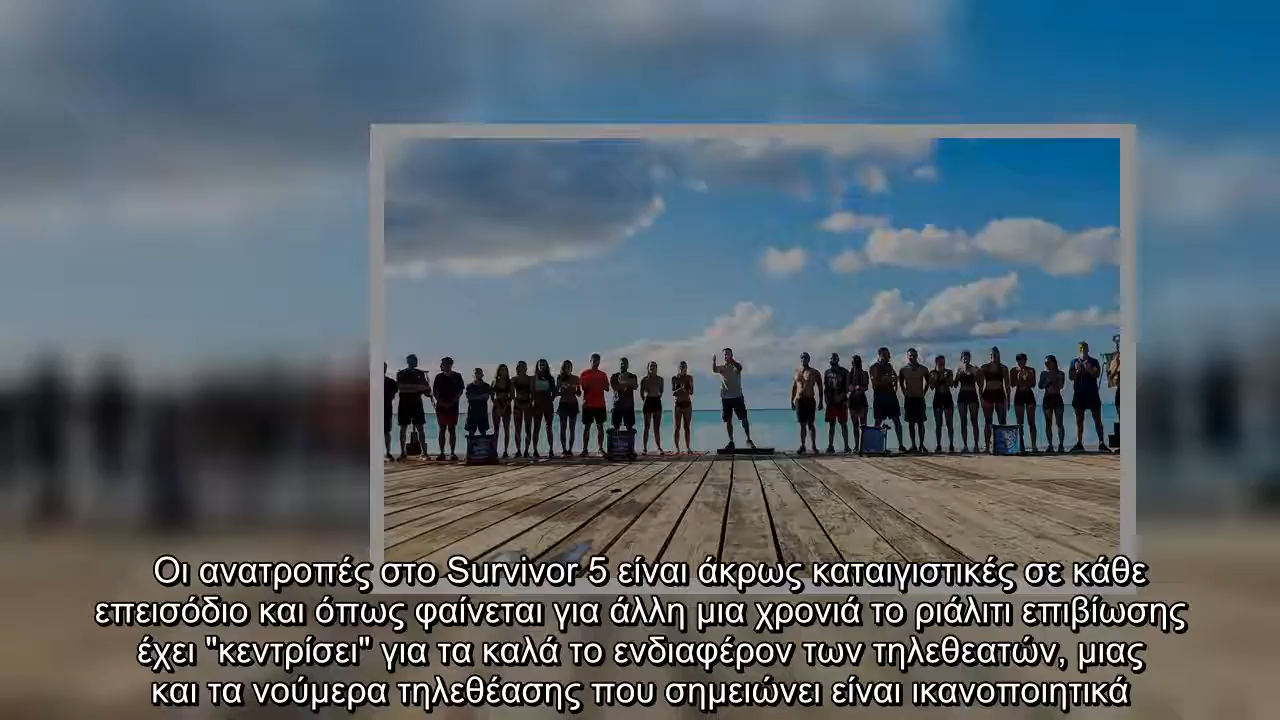 Οι ανατροπές στο Survivor 5 είναι άκρως καταιγιστικές σε κάθε
επεισόδιο και όπως φαίνεται για άλλη μια χρονιά το ριάλιτι επιβίωσης
έχει "κεντρίσει" για τα καλά το ενδιαφέρον των τηλεθεατών, μιας
και τα νούμερα τηλεθέασης που σημειώνει είναι ικανοποιητικά